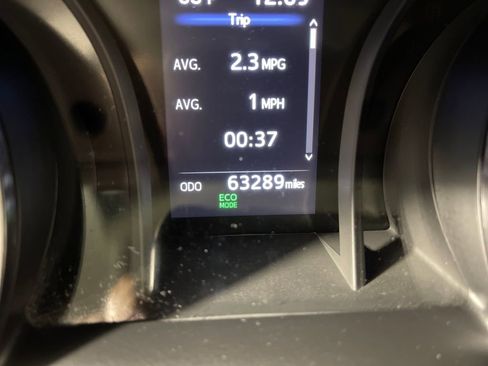 Trip
AVG. 2.3 MPG
AVG. 1 MPH
00:37
ODO 63289 miles
ECO
MODE